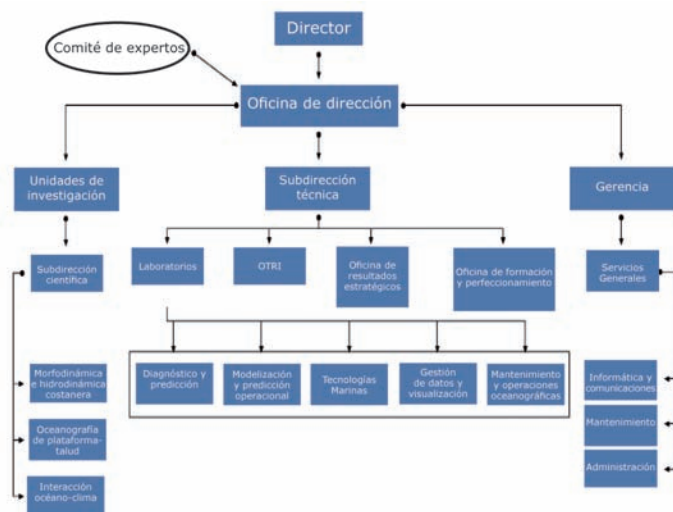 Director
Comité de expertos
Oficina de dirección
Unidades de
investigación
Subdirección
técnica
Gerencia
Subdirección
científica
Laboratorios
OTRI
Oficina de
resultados
estratégicos
Oficina de formación
y perfeccionamiento
Servicios
Generales
Morfodinámica
e hidrodinámica
costanera
Oceanografía
de plataforma-
talud
Interacción
océano-clima
Diagnóstico y
predicción
Modelización
y predicción
operacional
Tecnologías
Marinas
Gestión
de datos y
visualización
Mantenimiento
y operaciones
oceanográficas
Informática y
comunicaciones
Mantenimiento
Administración